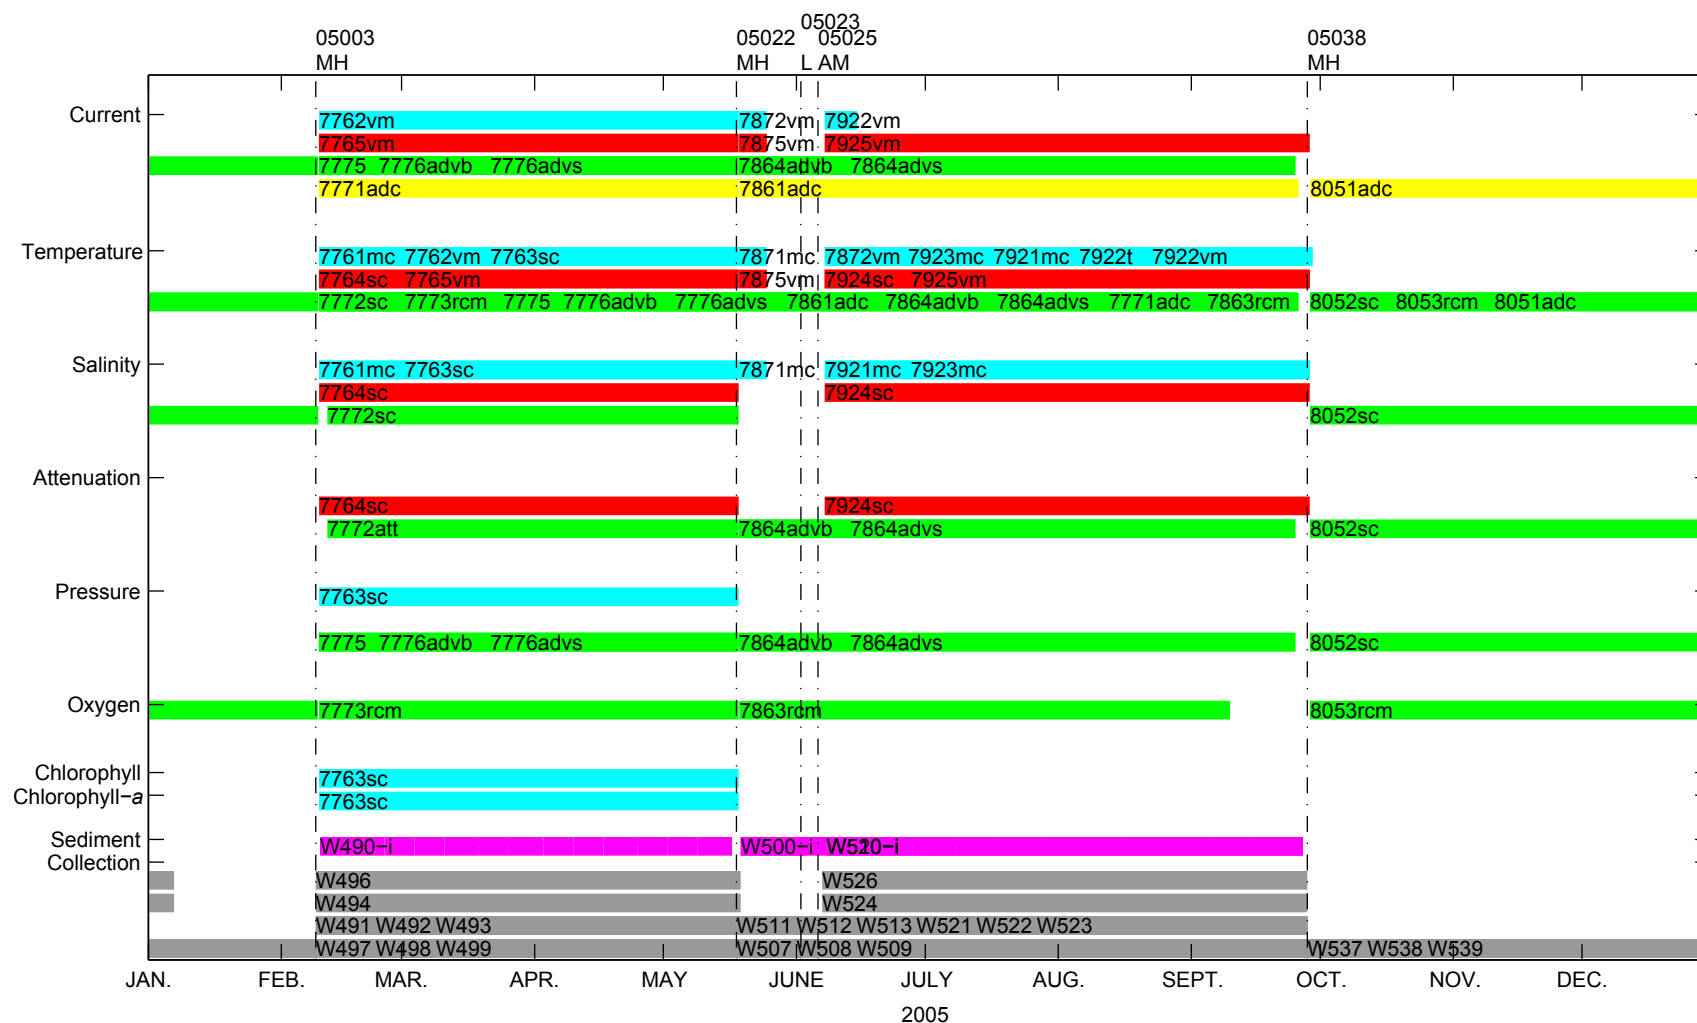 05023
05003 05022 05025 05038
MH MH L AM MH
Current
7762vm 7872vm 7922vm
7765vm 7875vm 7925vm
7775 7776advb 7776advs 7864advb 7864advs
7771adc 7861adc 8051adc
Temperature
7761mc 7762vm 7763sc 7871mc 7872vm 7923mc 7921mc 7922t 7922vm
7764sc 7765vm 7875vm 7924sc 7925vm
7772sc 7773rcm 7775 7776advb 7776advs 7861adc 7864advb 7864advs 7771adc 7863rcm 8052sc 8053rcm 8051adc
Salinity
7761mc 7763sc 7871mc 7921mc 7923mc
7764sc 7924sc
7772sc 8052sc
Attenuation
7764sc 7924sc
7772att 7864advb 7864advs 8052sc
Pressure
7763sc
7775 7776advb 7776advs 7864advb 7864advs 8052sc
Oxygen
7773rcm 7863rcm 8053rcm
Chlorophyll
7763sc
Chlorophyll−a
7763sc
Sediment
Collection
W490−i W500−i
W496 W526
W494 W524
W491 W492 W493 W511 W512 W513 W521 W522 W523
W497 W498 W499 W507 W508 W509 W537 W538 W539
JAN. FEB. MAR. APR. MAY JUNE JULY AUG. SEPT. OCT. NOV. DEC.
2005